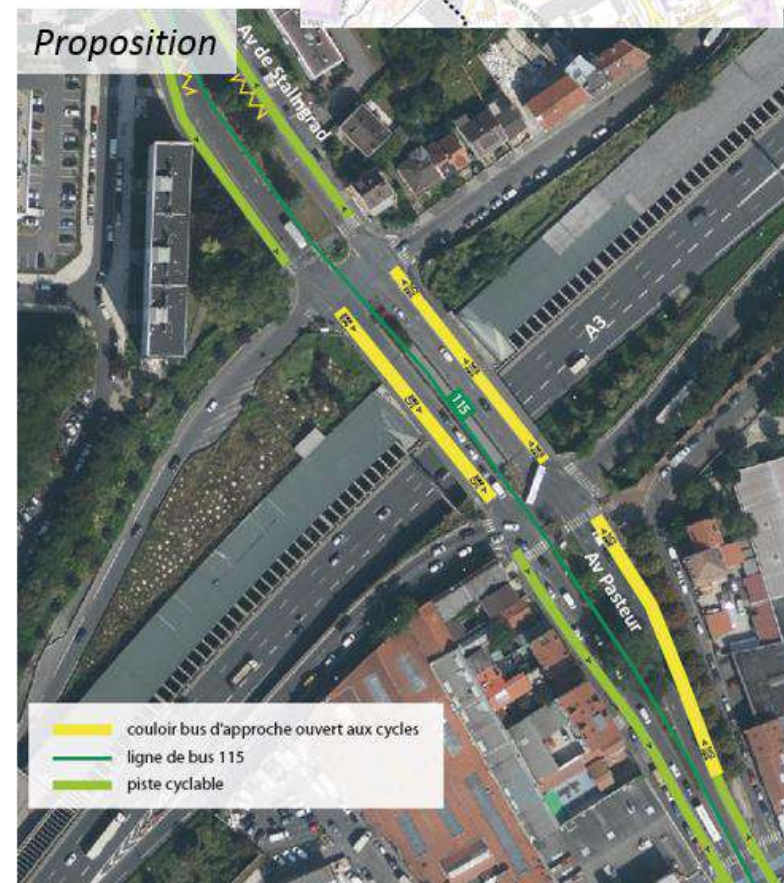 Proposition
Av de Stalingrad
A3
115
Av Pasteur
couloir bus d'approche ouvert aux cycles
ligne de bus 115
piste cyclable